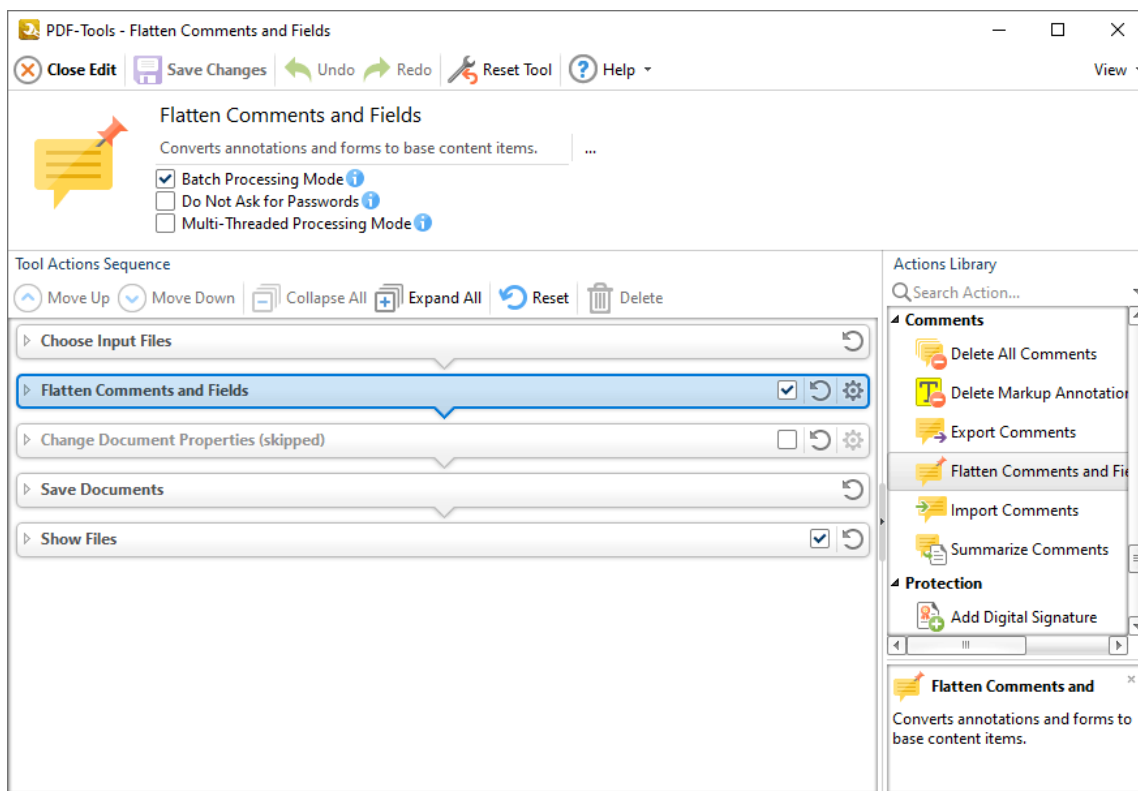 PDF-Tools - Flatten Comments and Fields
Close Edit Save Changes Undo Redo Reset Tool ? Help View
Flatten Comments and Fields
Converts annotations and forms to base content items. ...
Batch Processing Mode i
Do Not Ask for Passwords i
Multi-Threaded Processing Mode i
Tool Actions Sequence
Move Up Move Down Collapse All Expand All Reset Delete
Choose Input Files
Flatten Comments and Fields
Change Document Properties (skipped)
Save Documents
Show Files
Actions Library
Search Action...
Comments
Delete All Comments
T Delete Markup Annotation
Export Comments
Flatten Comments and Fie
Import Comments
Summarize Comments
Protection
Add Digital Signature
Flatten Comments and
Converts annotations and forms to
base content items.